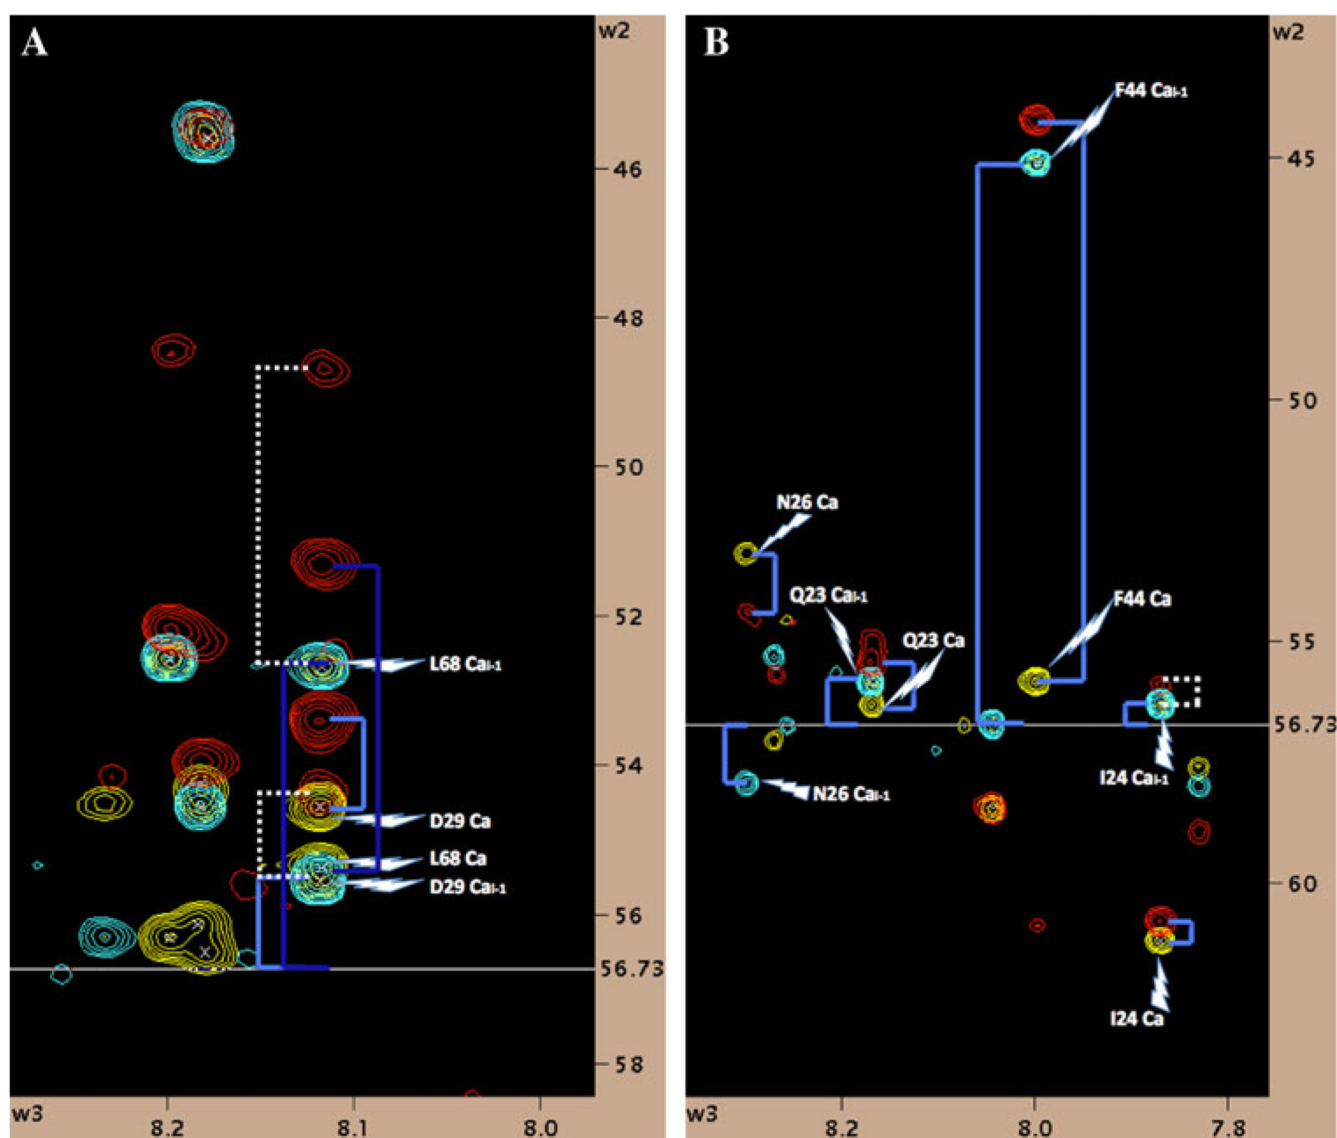 A
w2
46
48
50
52
L68 Cai-1
54
D29 Ca
L68 Ca
D29 Cai-1
56
56.73
58
w3
8.2
8.1
8.0
B
w2
F44 Cai-1
45
50
N26 Ca
Q23 Cai-1
F44 Ca
Q23 Ca
55
56.73
I24 Cai-1
N26 Cai-1
60
I24 Ca
w3
8.2
8.0
7.8